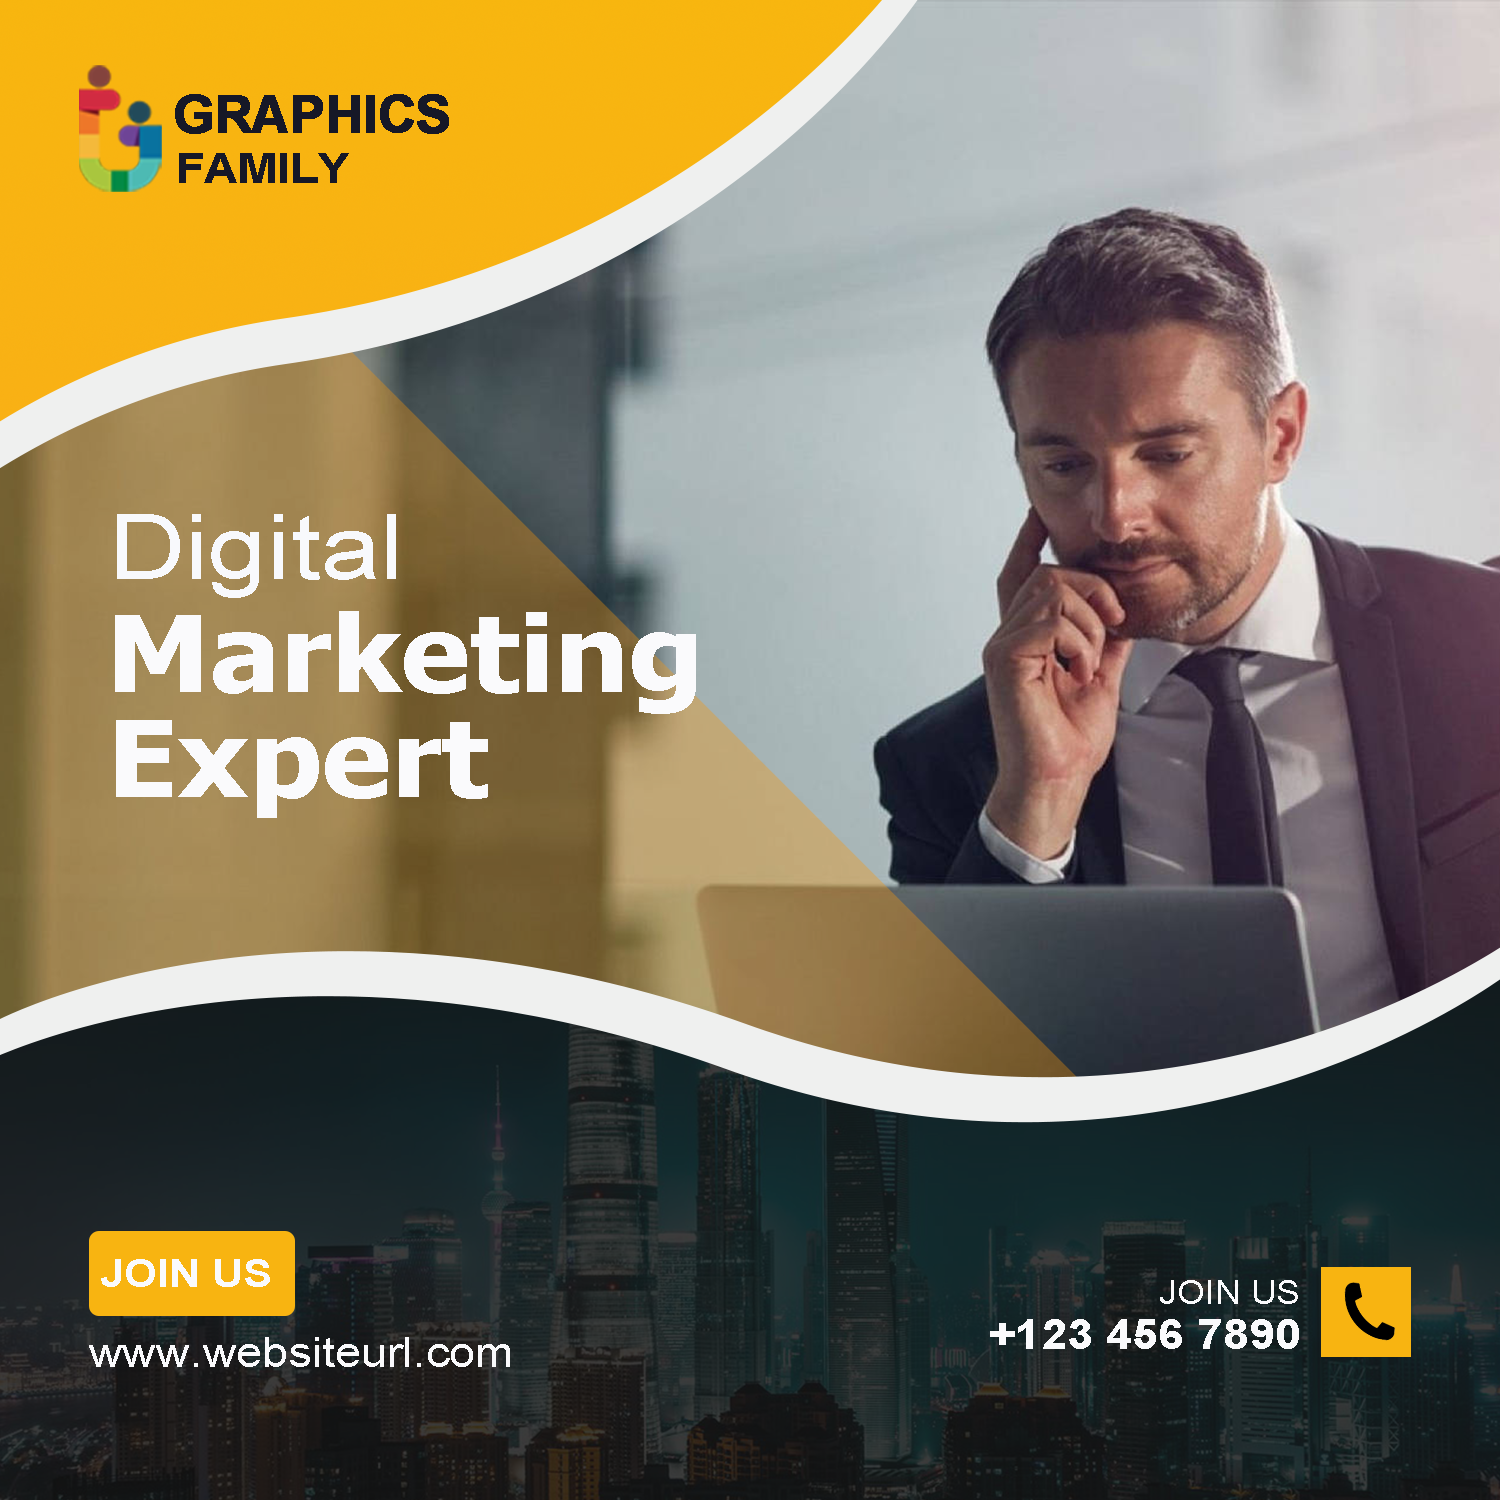 GRAPHICS
FAMILY
Digital
Marketing
Expert
JOIN US
www.websiteurl.com
JOIN US
+123 456 7890